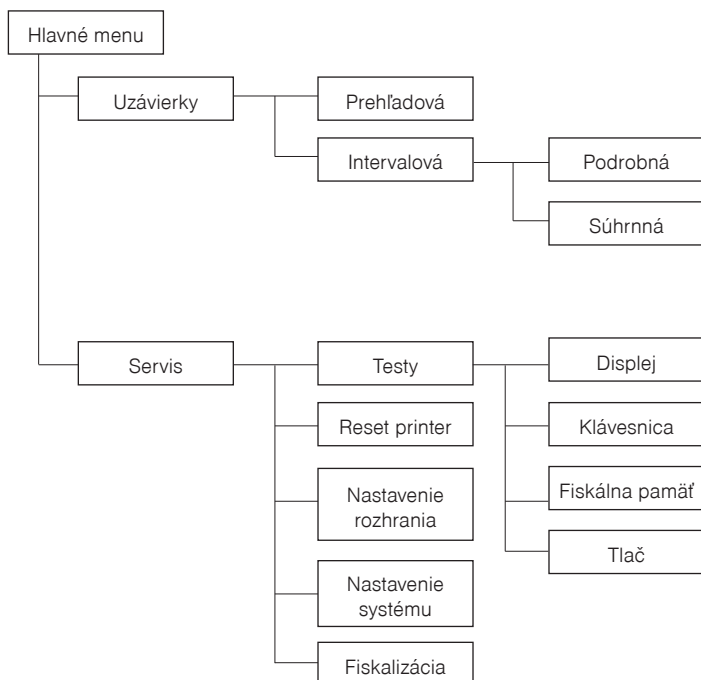 Hlavné menu
Uzávierky
Prehľadová
Intervalová
Podrobná
Súhrnná
Servis
Testy
Displej
Reset printer
Klávesnica
Nastavenie
rozhrania
Fiskálna pamäť
Tlač
Nastavenie
systému
Fiskalizácia